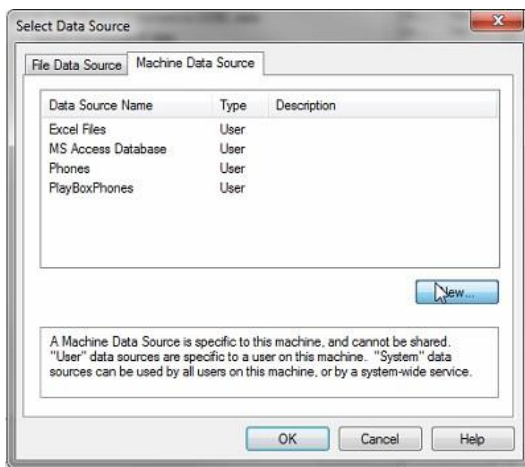 Select Data Source
File Data Source Machine Data Source
Data Source Name Type Description
Excel Files User
MS Access Database User
Phones User
PlayBoxPhones User
New...
A Machine Data Source is specific to this machine, and cannot be shared.
"User" data sources are specific to a user on this machine. "System" data
sources can be used by all users on this machine, or by a system-wide service.
OK Cancel Help